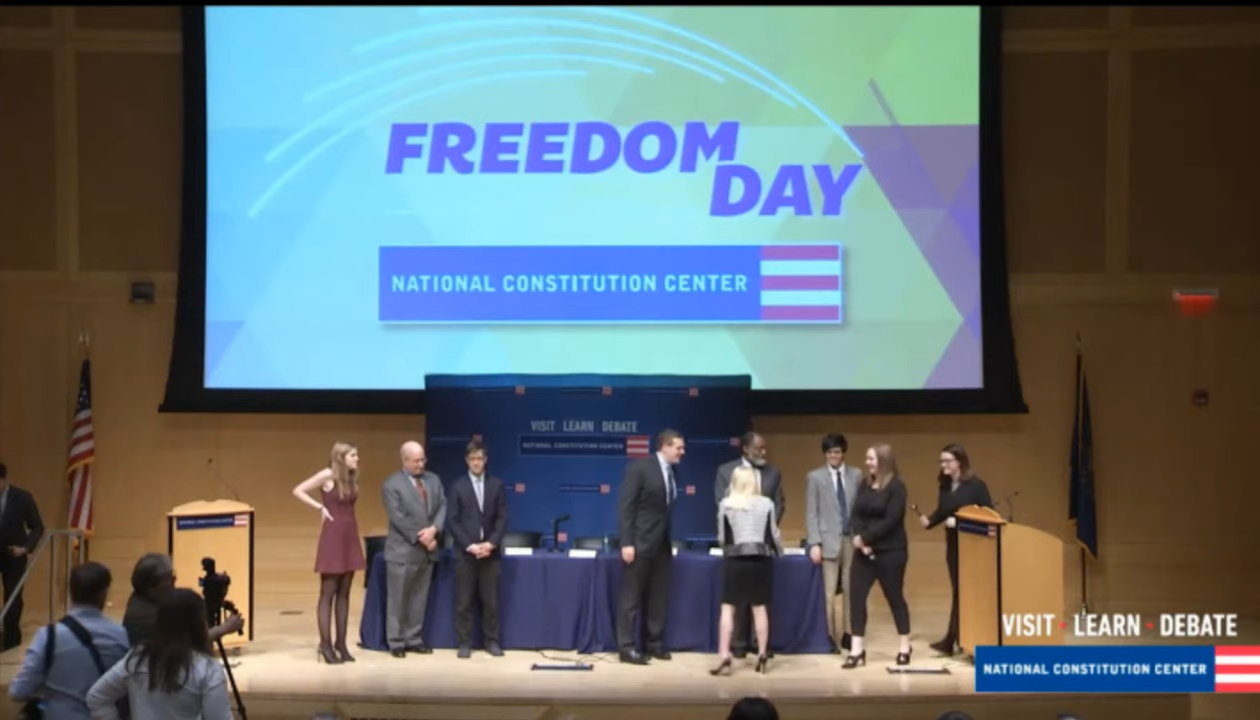 FREEDOM
DAY
NATIONAL CONSTITUTION CENTER
VISIT LEARN DEBATE
NATIONAL CONSTITUTION CENTER
VISIT · LEARN · DEBATE
NATIONAL CONSTITUTION CENTER